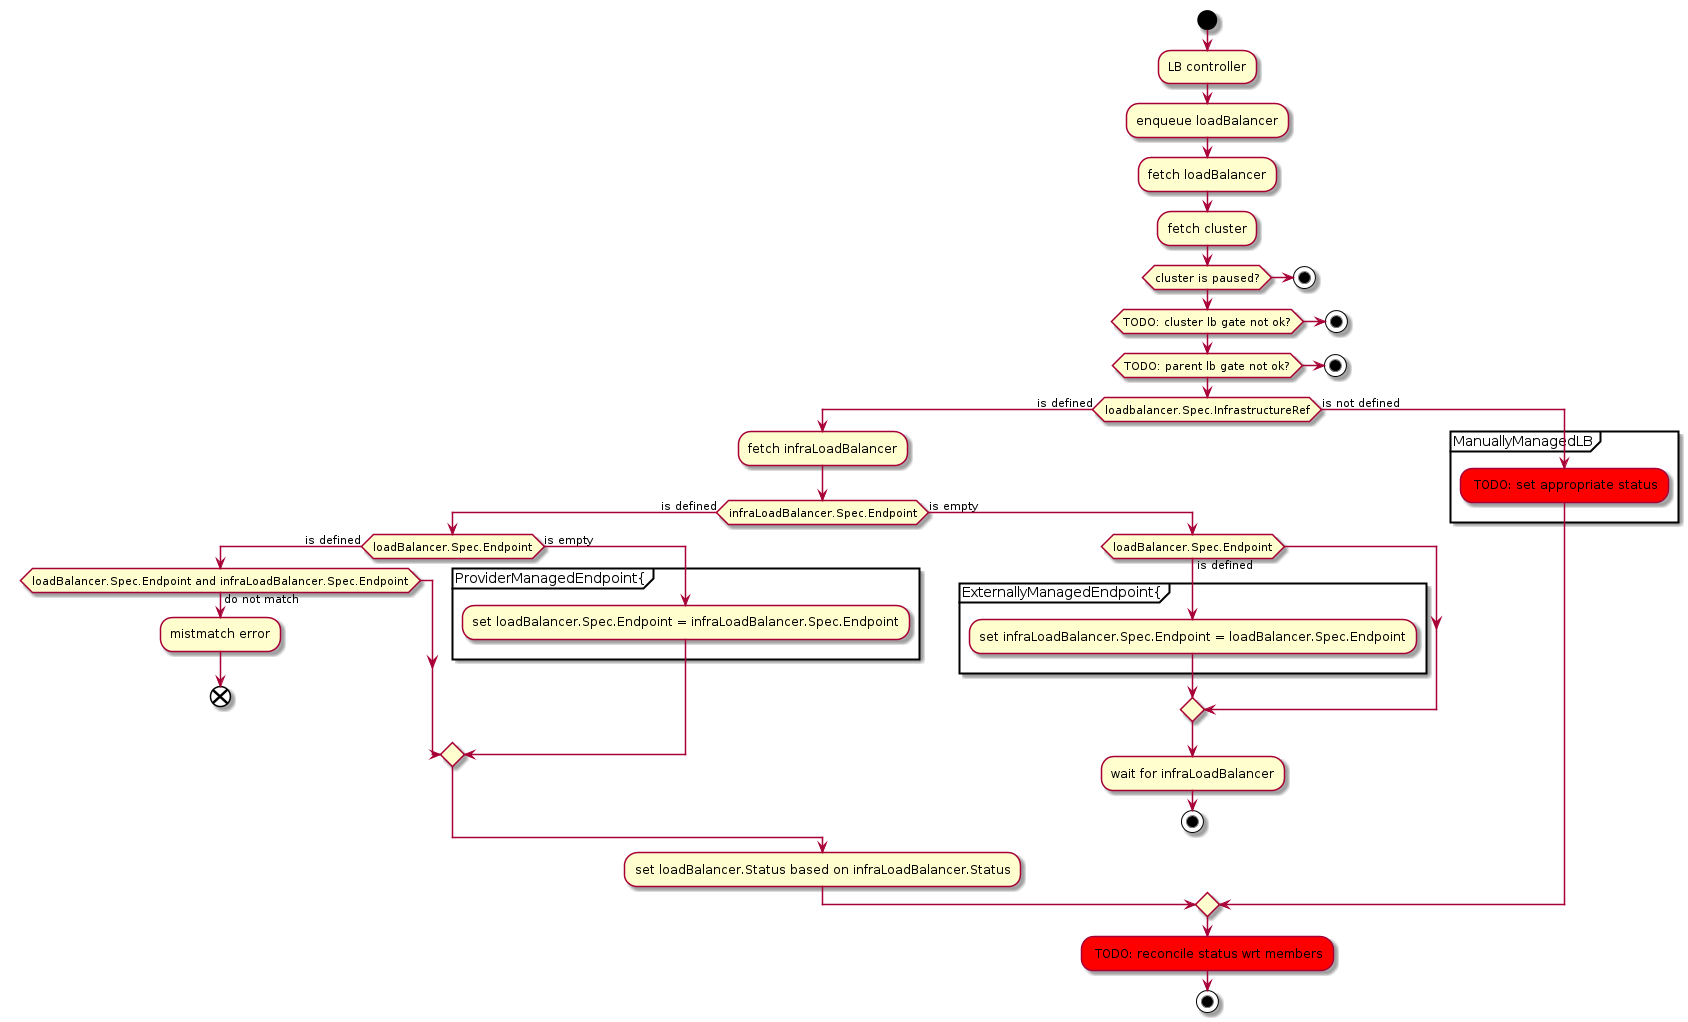 LB controller
enqueue loadBalancer
fetch loadBalancer
fetch cluster
cluster is paused?
TODO: cluster lb gate not ok?
TODO: parent lb gate not ok?
is defined
loadbalancer.Spec.InfrastructureRef
is not defined
fetch infraLoadBalancer
ManuallyManagedLB
TODO: set appropriate status
is defined
infraLoadBalancer.Spec.Endpoint
is empty
is defined
loadBalancer.Spec.Endpoint
is empty
loadBalancer.Spec.Endpoint
is defined
loadBalancer.Spec.Endpoint and infraLoadBalancer.Spec.Endpoint
do not match
ProviderManagedEndpoint{
set loadBalancer.Spec.Endpoint = infraLoadBalancer.Spec.Endpoint
ExternallyManagedEndpoint{
set infraLoadBalancer.Spec.Endpoint = loadBalancer.Spec.Endpoint
mistmatch error
wait for infraLoadBalancer
set loadBalancer.Status based on infraLoadBalancer.Status
TODO: reconcile status wrt members